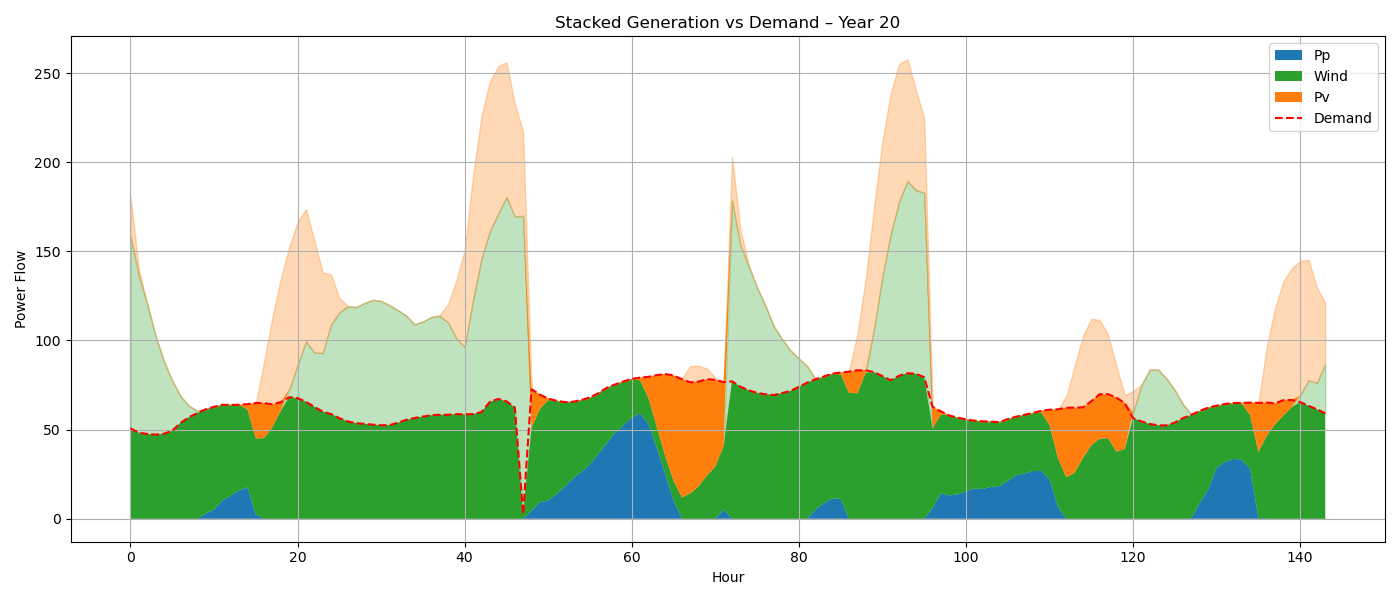 Stacked Generation vs Demand – Year 20
Power Flow
250
200
150
100
50
0
0 20 40 60 80 100 120 140
Hour
Pp
Wind
Pv
Demand